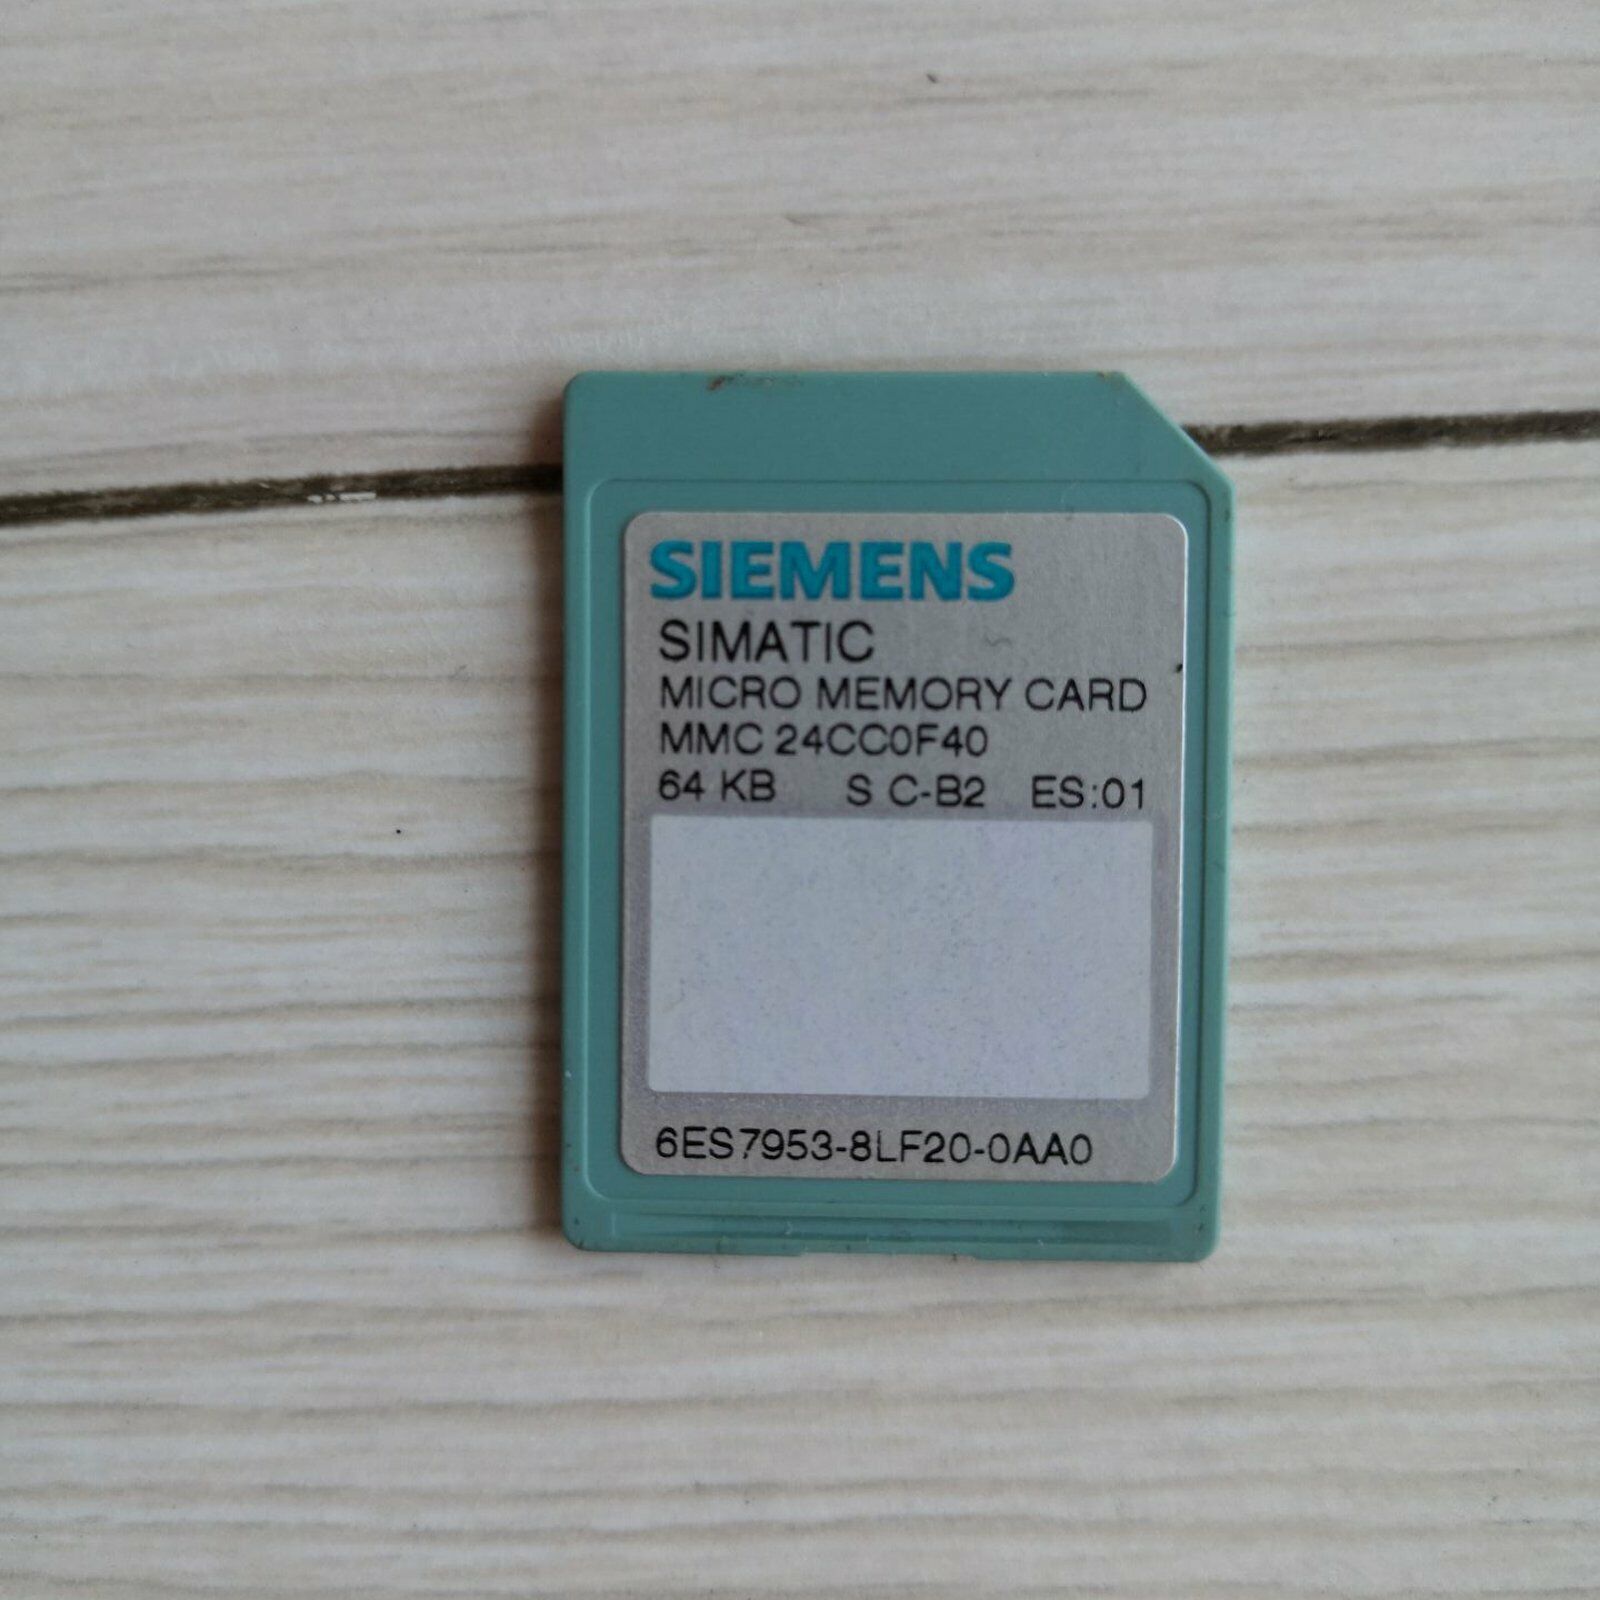 SIEMENS
SIMATIC
MICRO MEMORY CARD
MMC 24CC0F40
64 KB S C-B2 ES:01
6ES7953-8LF20-0AA0